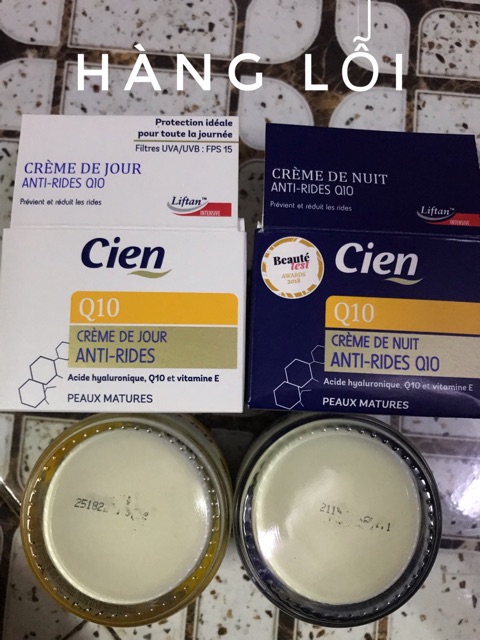 HÀNG LỖI
Protection idéale
pour toute la journée
Filtres UVA/UVB : FPS 15
CRÈME DE JOUR
ANTI-RIDES Q10
Prévient et réduit les rides
Liftan™
INTENSIVE
Cien
Q10
CRÈME DE JOUR
ANTI-RIDES
Acide hyaluronique, Q10 et vitamine E
PEAUX MATURES
CRÈME DE NUIT
ANTI-RIDES Q10
Prévient et réduit les rides
Liftan™
INTENSIVE
Beauté
test
AWARDS
2018
Cien
Q10
CRÈME DE NUIT
ANTI-RIDES Q10
Acide hyaluronique, Q10 et vitamine E
PEAUX MATURES